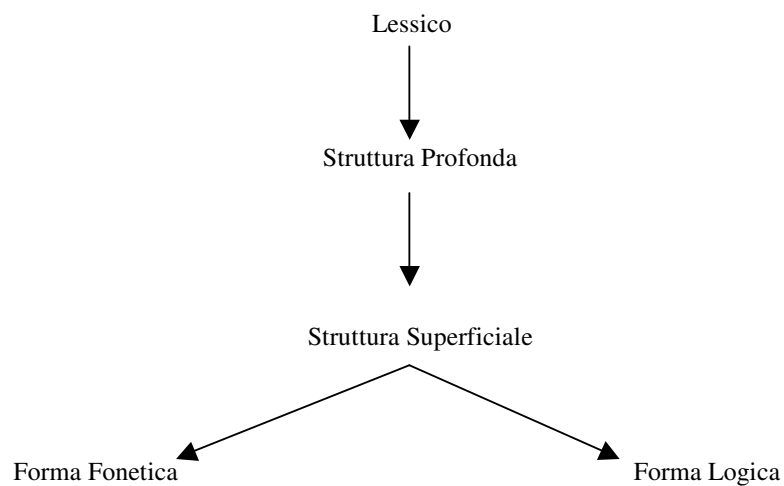 Lessico
Struttura Profonda
Struttura Superficiale
Forma Fonetica
Forma Logica